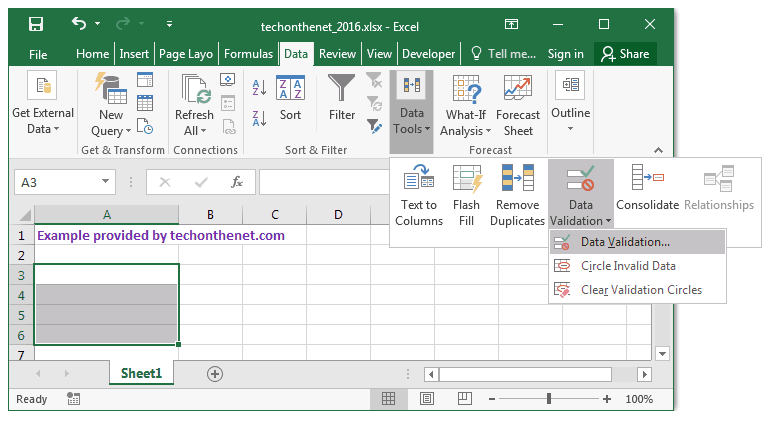 techonthenet_2016.xlsx - Excel
File Home Insert Page Layo Formulas Data Review View Developer Tell me... Sign in Share
Get External Data
New Query
Refresh All
Sort
Filter
Data Tools
What-If Analysis
Forecast Sheet
Outline
Get & Transform Connections Sort & Filter Forecast
Text to Columns
Flash Fill
Remove Duplicates
Data Validation
Consolidate
Relationships
Data Validation...
Circle Invalid Data
Clear Validation Circles
A3 fx
A B C D
1 Example provided by techonthenet.com
2
3
4
5
6
7
Sheet1
Ready 100%